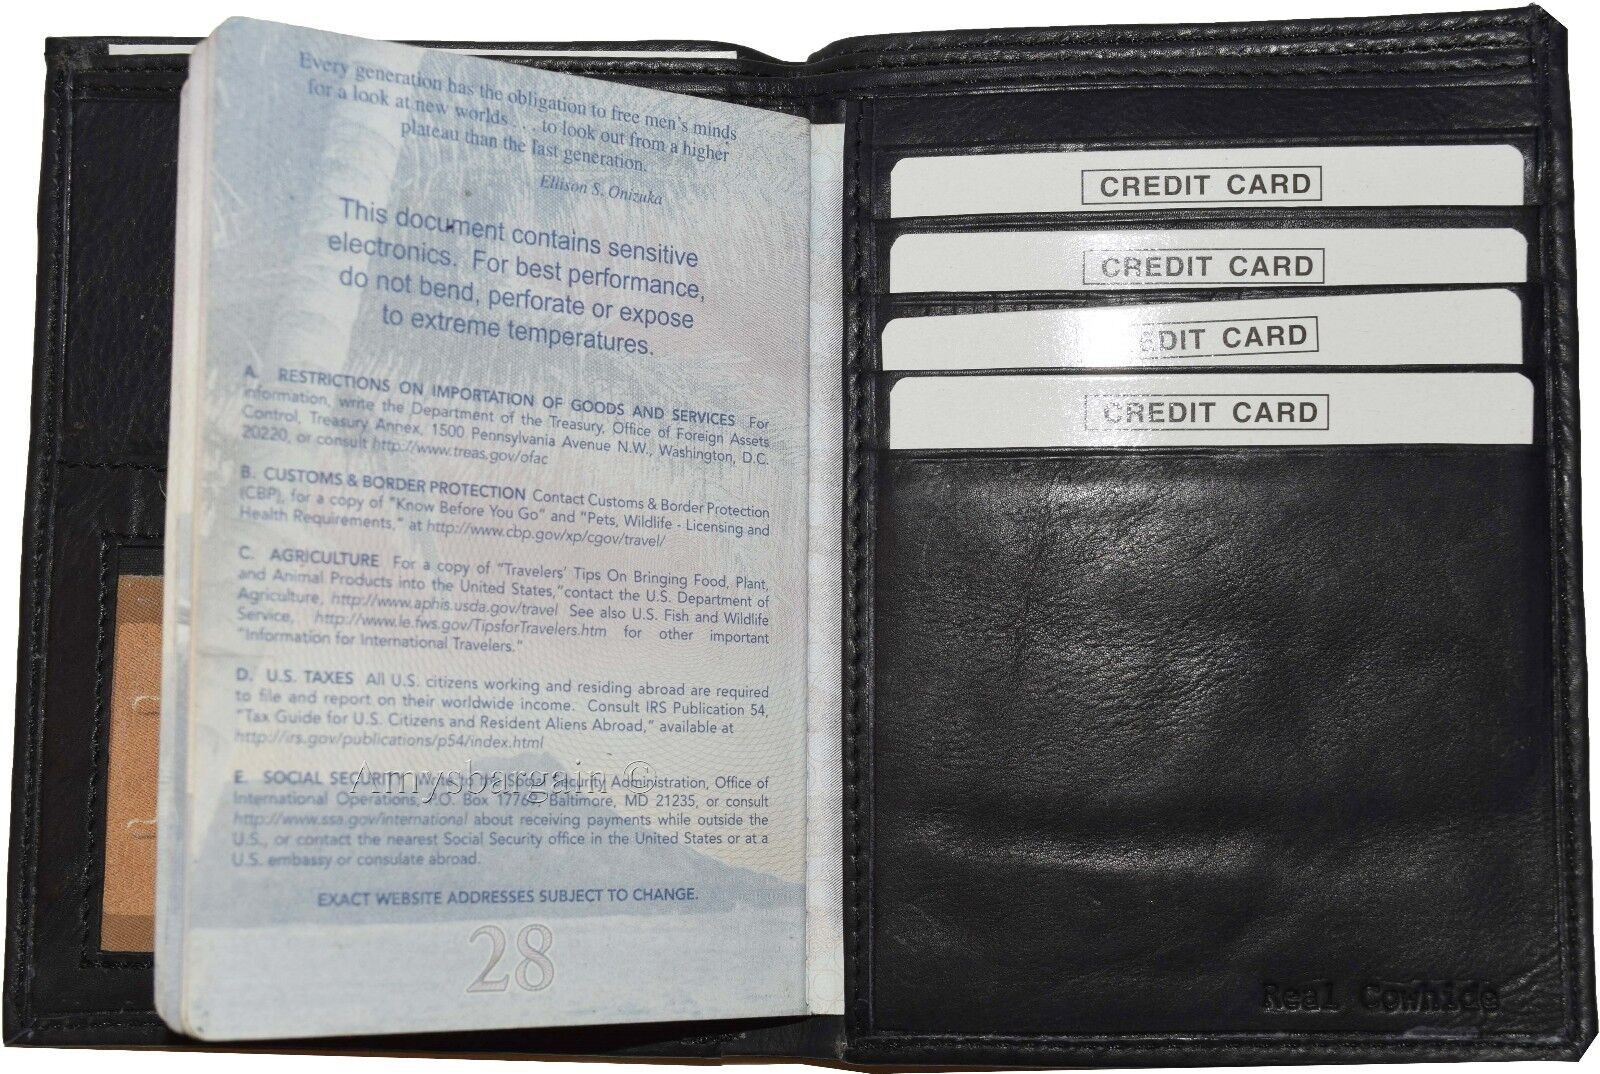 Every generation has the obligation to free men's minds
for a look at new worlds . . . to look out from a higher
plateau than the last generation.
Ellison S. Onizuka
This document contains sensitive
electronics. For best performance,
do not bend, perforate or expose
to extreme temperatures.
A. RESTRICTIONS ON IMPORTATION OF GOODS AND SERVICES For
information, write the Department of the Treasury, Office of Foreign Assets
Control, Treasury Annex, 1500 Pennsylvania Avenue N.W., Washington, D.C.
20220, or consult http://www.treas.gov/ofac
B. CUSTOMS & BORDER PROTECTION Contact Customs & Border Protection
(CBP), for a copy of "Know Before You Go" and "Pets, Wildlife - Licensing and
Health Requirements," at http://www.cbp.gov/xp/cgov/travel/
C. AGRICULTURE For a copy of "Travelers' Tips On Bringing Food, Plant,
and Animal Products into the United States,"contact the U.S. Department of
Agriculture, http://www.aphis.usda.gov/travel See also U.S. Fish and Wildlife
Service, http://www.le.fws.gov/TipsforTravelers.htm for other important
"Information for International Travelers."
D. U.S. TAXES All U.S. citizens working and residing abroad are required
to file and report on their worldwide income. Consult IRS Publication 54,
"Tax Guide for U.S. Citizens and Resident Aliens Abroad," available at
http://irs.gov/publications/p54/index.html
E. SOCIAL SECURITY Write to the Social Security Administration, Office of
International Operations, P.O. Box 17769, Baltimore, MD 21235, or consult
http://www.ssa.gov/international about receiving payments while outside the
U.S., or contact the nearest Social Security office in the United States or at a
U.S. embassy or consulate abroad.
EXACT WEBSITE ADDRESSES SUBJECT TO CHANGE.
28
Amysbargain ©
CREDIT CARD
CREDIT CARD
EDIT CARD
CREDIT CARD
Real Cowhide